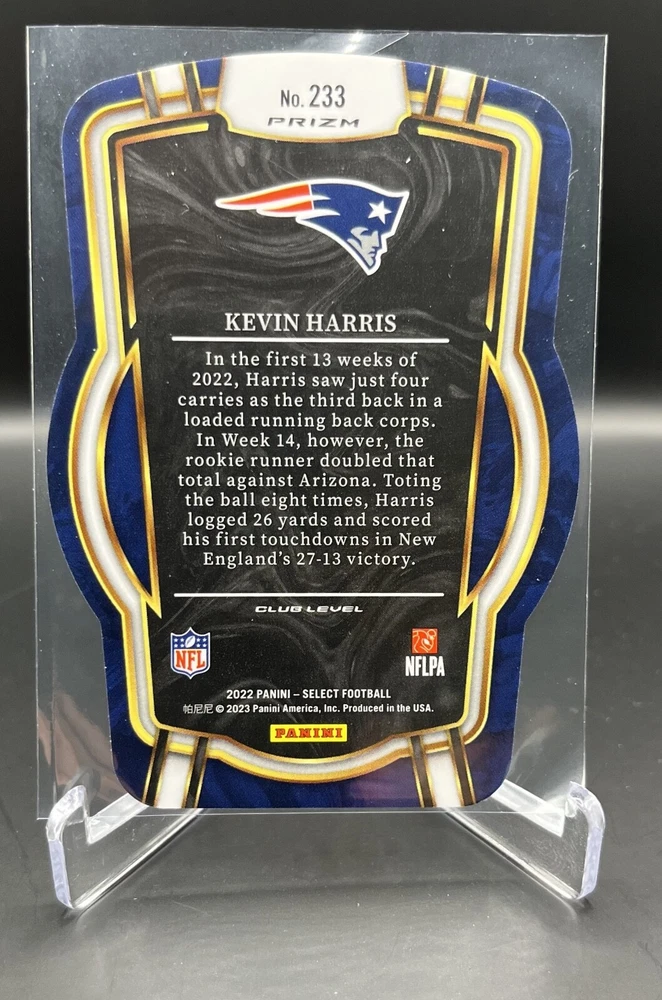 No. 233
PRIZM
KEVIN HARRIS
In the first 13 weeks of
2022, Harris saw just four
carries as the third back in a
loaded running back corps.
In Week 14, however, the
rookie runner doubled that
total against Arizona. Toting
the ball eight times, Harris
logged 26 yards and scored
his first touchdowns in New
England's 27-13 victory.
CLUB LEVEL
NFL
NFLPA
2022 PANINI – SELECT FOOTBALL
帕尼尼 © 2023 Panini America, Inc. Produced in the USA.
PANINI